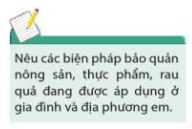 Nêu các biện pháp bảo quản
nông sản, thực phẩm, rau
quả đang được áp dụng ở
gia đình và địa phương em.